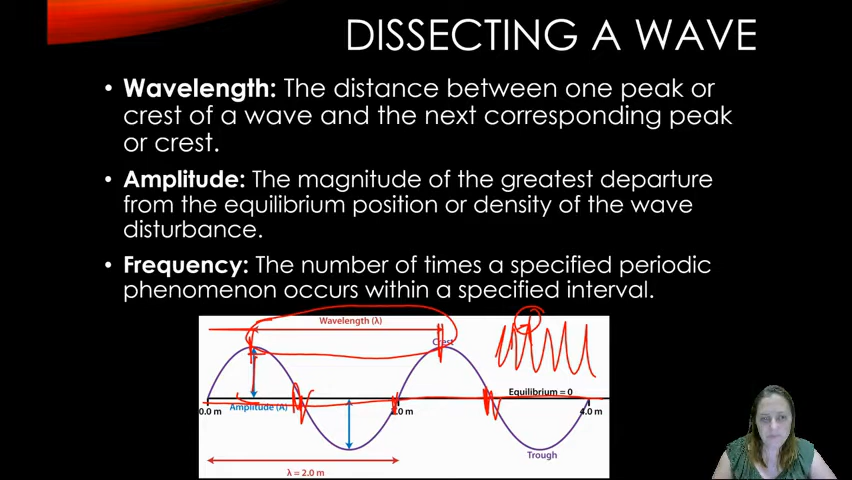 DISSECTING A WAVE
• Wavelength: The distance between one peak or
crest of a wave and the next corresponding peak
or crest.
• Amplitude: The magnitude of the greatest departure
from the equilibrium position or density of the wave
disturbance.
• Frequency: The number of times a specified periodic
phenomenon occurs within a specified interval.
Wavelength (λ)
Crest
Equilibrium = 0
Amplitude (A)
0.0 m
2.0 m
4.0 m
Trough
λ = 2.0 m